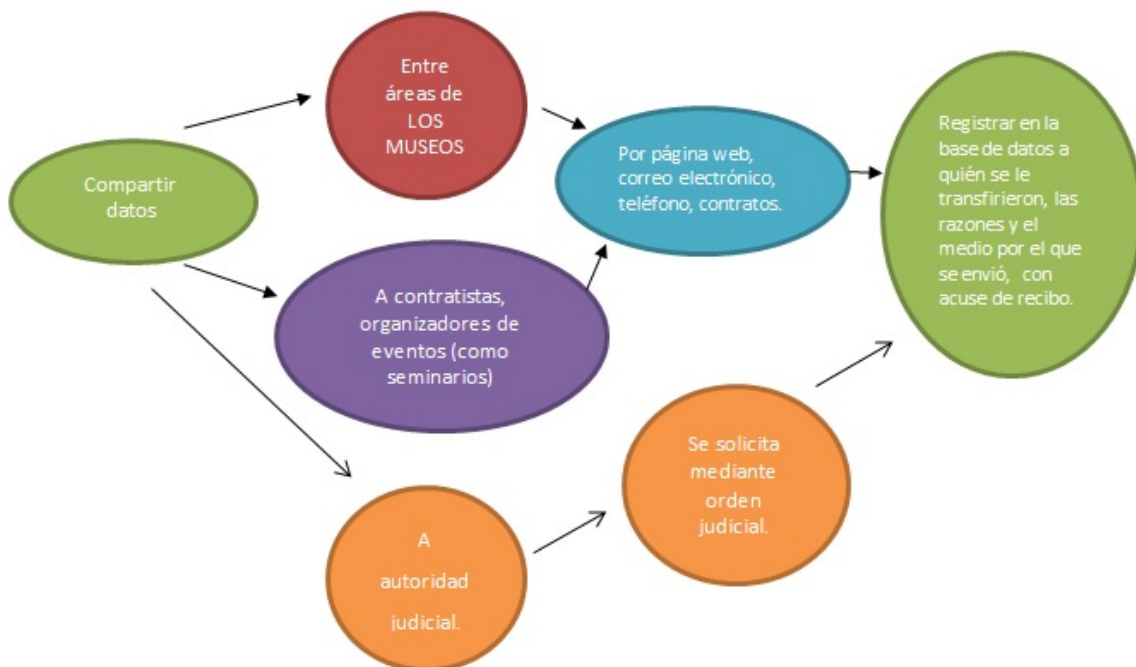 Entre
áreas de
LOS
MUSEOS
Compartir
datos
Por página web,
correo electrónico,
teléfono, contratos.
Registrar en la
base de datos a
quién se le
transfirieron, las
razones y el
medio por el que
se envió, con
acuse de recibo.
A contratistas,
organizadores de
eventos (como
seminarios)
Se solicita
mediante
orden
judicial.
A
autoridad
judicial.